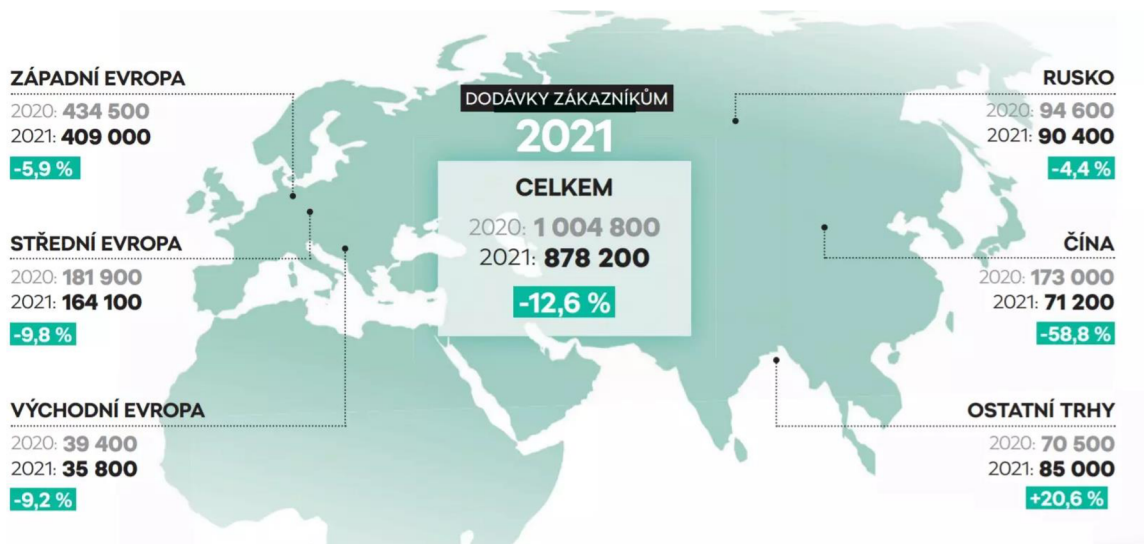 ZÁPADNÍ EVROPA
2020: 434 500
2021: 409 000
-5,9 %
STŘEDNÍ EVROPA
2020: 181 900
2021: 164 100
-9,8 %
VÝCHODNÍ EVROPA
2020: 39 400
2021: 35 800
-9,2 %
DODÁVKY ZÁKAZNÍKŮM
2021
CELKEM
2020: 1 004 800
2021: 878 200
-12,6 %
RUSKO
2020: 94 600
2021: 90 400
-4,4 %
ČÍNA
2020: 173 000
2021: 71 200
-58,8 %
OSTATNÍ TRHY
2020: 70 500
2021: 85 000
+20,6 %